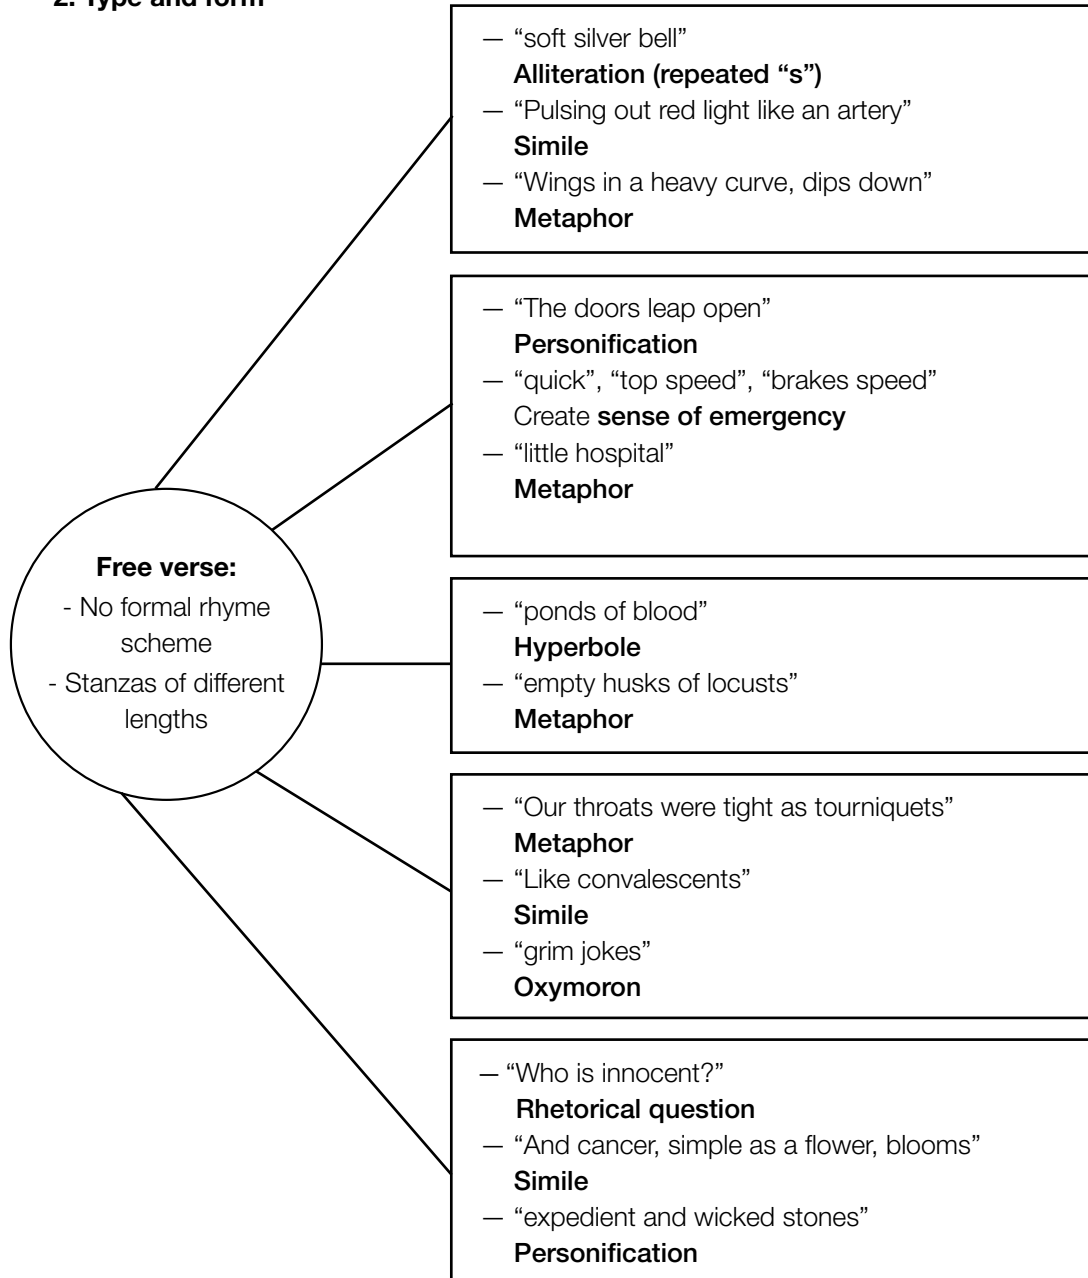 2. Type and form
— “soft silver bell”
Alliteration (repeated “s”)
— “Pulsing out red light like an artery”
Simile
— “Wings in a heavy curve, dips down”
Metaphor
— “The doors leap open”
Personification
— “quick”, “top speed”, “brakes speed”
Create sense of emergency
— “little hospital”
Metaphor
Free verse:
- No formal rhyme
scheme
- Stanzas of different
lengths
— “ponds of blood”
Hyperbole
— “empty husks of locusts”
Metaphor
— “Our throats were tight as tourniquets”
Metaphor
— “Like convalescents”
Simile
— “grim jokes”
Oxymoron
— “Who is innocent?”
Rhetorical question
— “And cancer, simple as a flower, blooms”
Simile
— “expedient and wicked stones”
Personification